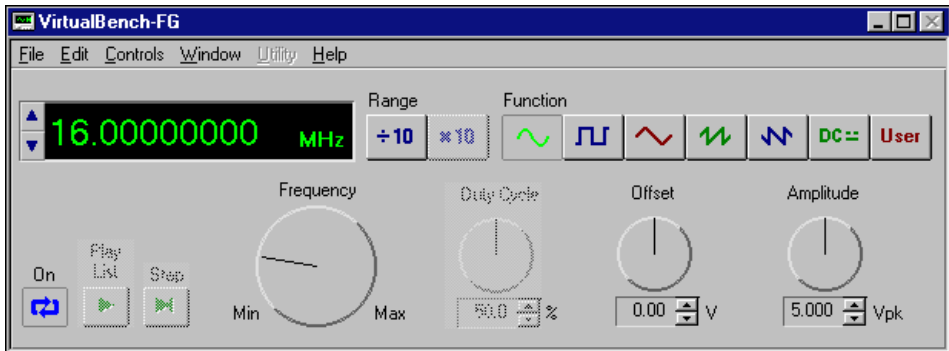 VirtualBench-FG
File Edit Controls Window Utility Help
Range Function
16.00000000 MHz ÷10 ×10 DC User
Frequency Duty Cycle Offset Amplitude
On Play List Step
Min Max 50.0 % 0.00 V 5.000 Vpk